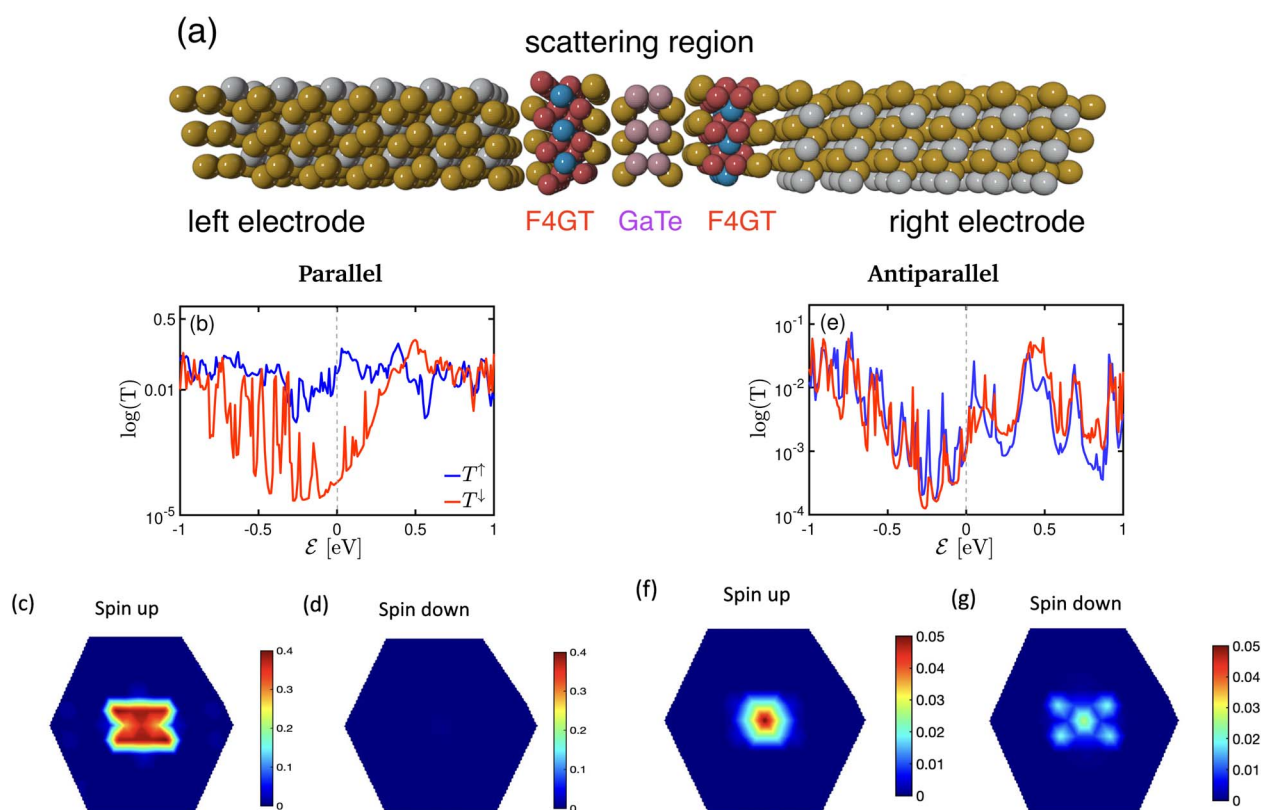 (a)
scattering region
left electrode F4GT GaTe F4GT right electrode
Parallel
Antiparallel
(b)
log(T)
0.5
0.01
10^-5
-1 -0.5 0 0.5 1
ℰ [eV]
T↑
T↓
(e)
log(T)
10^-1
10^-2
10^-3
10^-4
-1 -0.5 0 0.5 1
ℰ [eV]
(c)
Spin up
0.4
0.3
0.2
0.1
0
(d)
Spin down
0.4
0.3
0.2
0.1
0
(f)
Spin up
0.05
0.04
0.03
0.02
0.01
0
(g)
Spin down
0.05
0.04
0.03
0.02
0.01
0